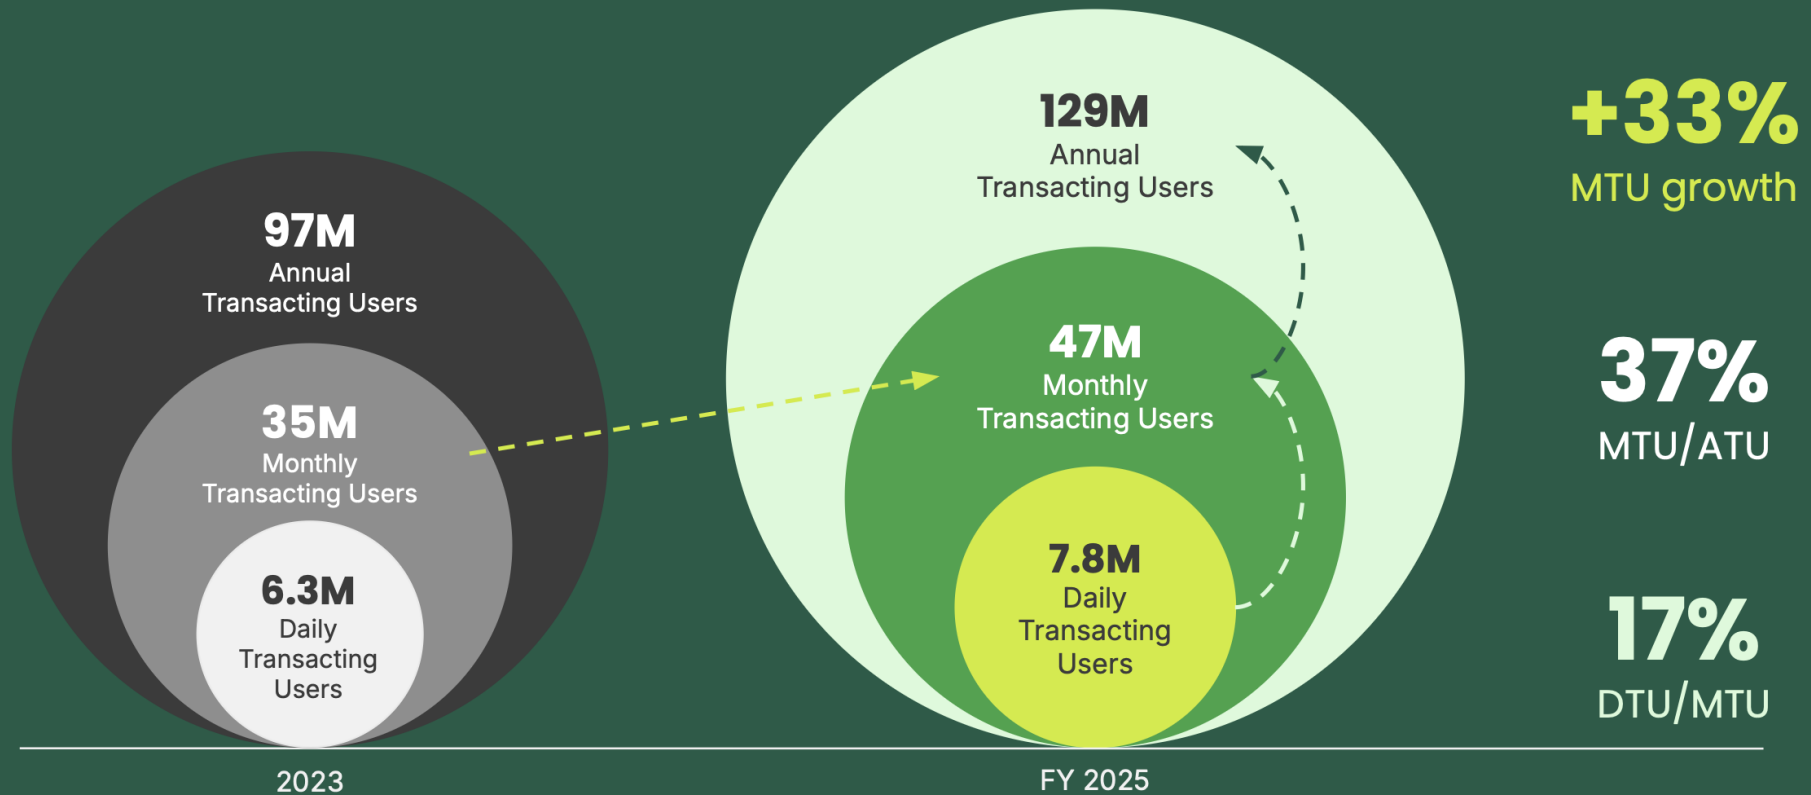 97M
Annual
Transacting Users
35M
Monthly
Transacting Users
6.3M
Daily
Transacting
Users
2023
129M
Annual
Transacting Users
47M
Monthly
Transacting Users
7.8M
Daily
Transacting
Users
FY 2025
+33%
MTU growth
37%
MTU/ATU
17%
DTU/MTU